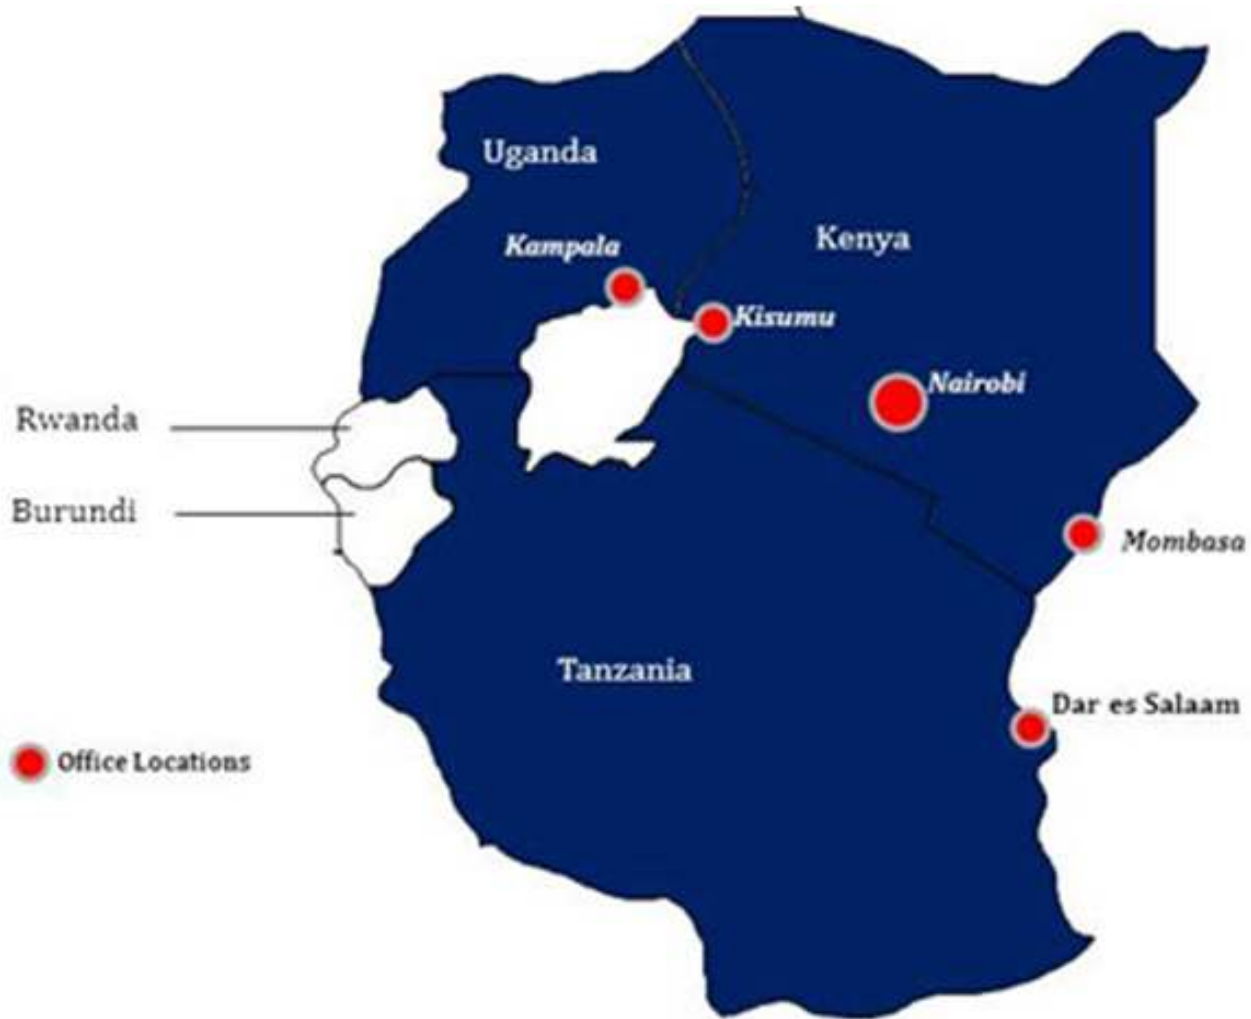 Uganda
Kampala
Kenya
Kisumu
Nairobi
Rwanda
Burundi
Mombasa
Tanzania
Dar es Salaam
Office Locations